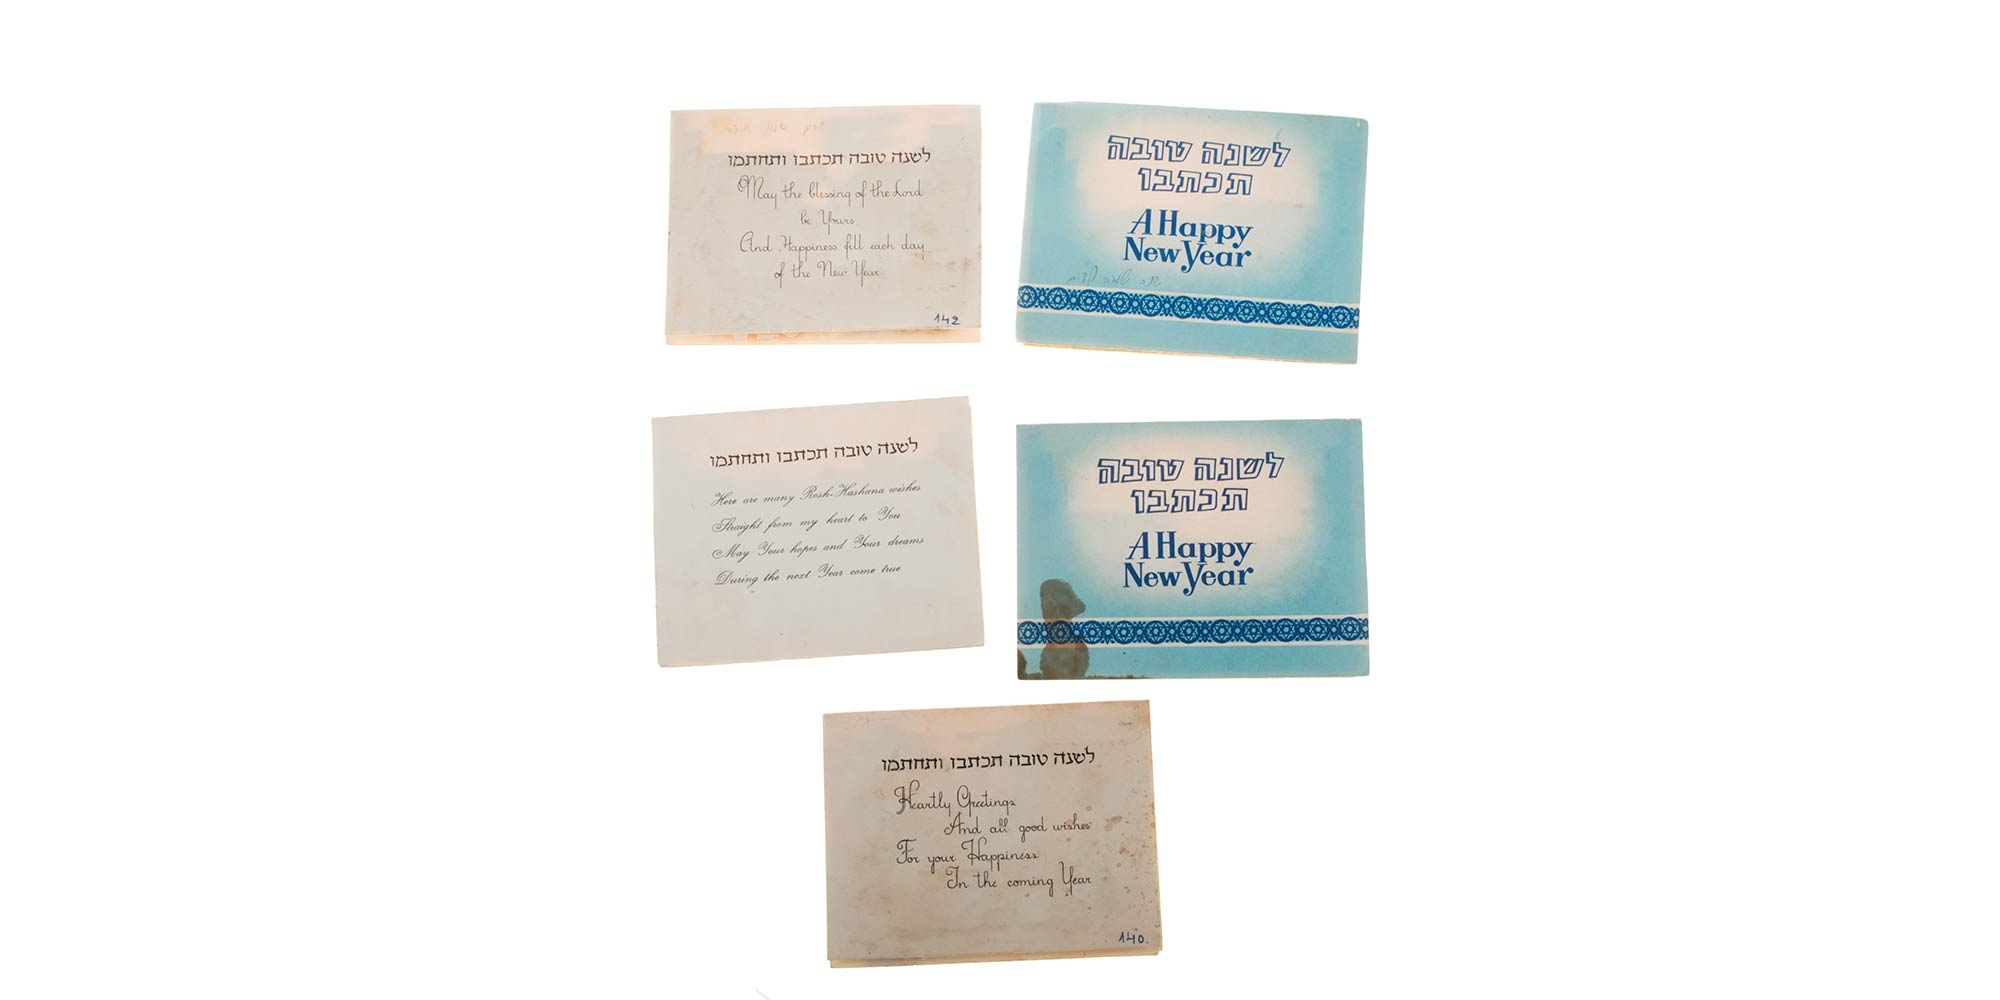 לשנה טובה תכתבו ותחתמו
May the blessing of the Lord
be Yours
And Happiness fill each day
of the New Year
142
לשנה טובה
תכתבו
A Happy
New Year
לשנה טובה תכתבו ותחתמו
Here are many Rosh-Hashana wishes
Straight from my heart to You
May Your hopes and Your dreams
During the next Year come true
לשנה טובה
תכתבו
A Happy
New Year
לשנה טובה תכתבו ותחתמו
Heartly Greetings
And all good wishes
For your Happiness
In the coming Year
140.